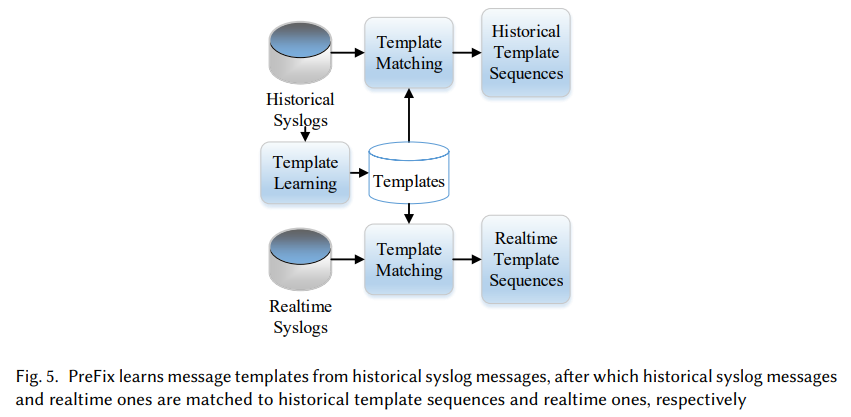 Template
Matching
Historical
Template
Sequences
Historical
Syslogs
Template
Learning
Templates
Template
Matching
Realtime
Template
Sequences
Realtime
Syslogs
Fig. 5. PreFix learns message templates from historical syslog messages, after which historical syslog messages
and realtime ones are matched to historical template sequences and realtime ones, respectively